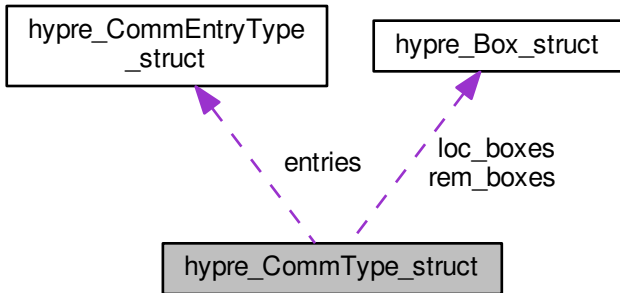 hypre_CommEntryType
_struct
hypre_Box_struct
entries
loc_boxes
rem_boxes
hypre_CommType_struct